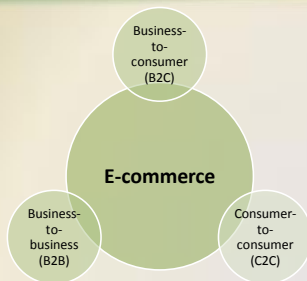 Business-
to-
consumer
(B2C)
E-commerce
Business-
to-
business
(B2B)
Consumer-
to-
consumer
(C2C)